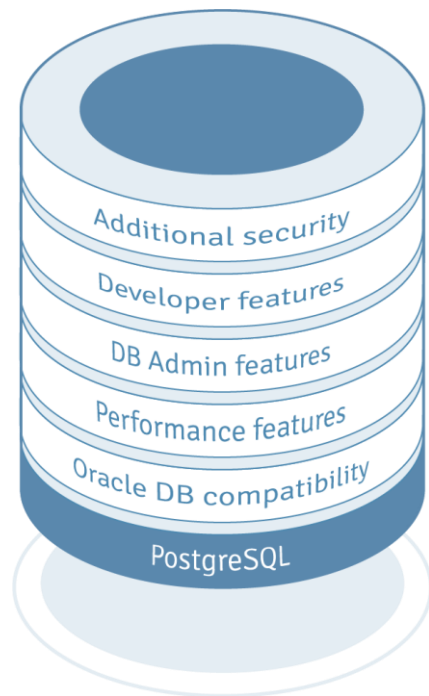 Additional security
Developer features
DB Admin features
Performance features
Oracle DB compatibility
PostgreSQL